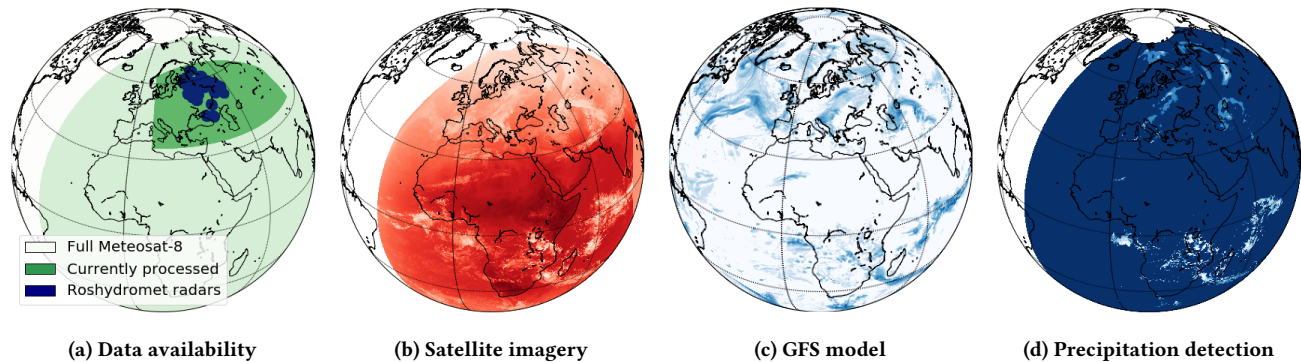 Full Meteosat-8
Currently processed
Roshydromet radars
(a) Data availability
(b) Satellite imagery
(c) GFS model
(d) Precipitation detection